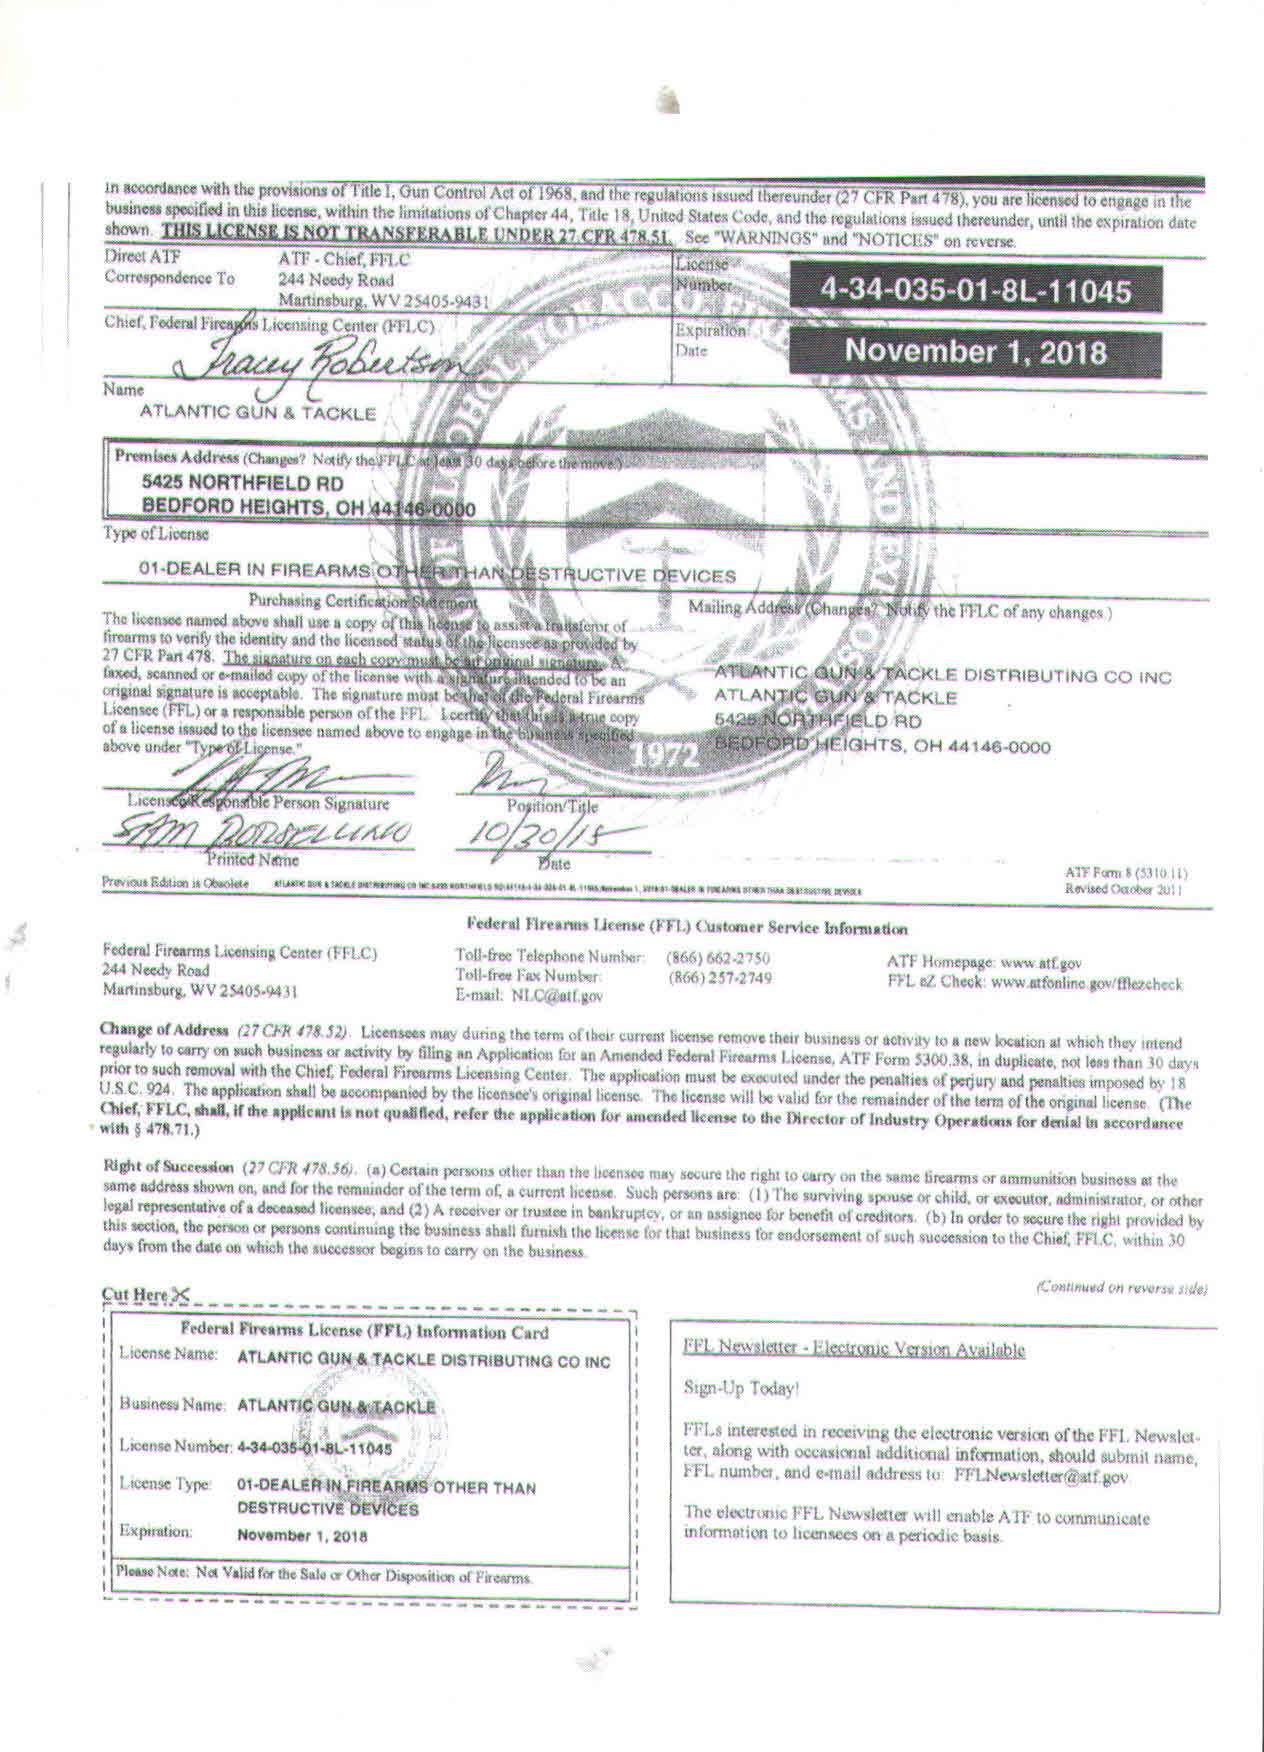 In accordance with the provisions of Title I, Gun Control Act of 1968, and the regulations issued thereunder (27 CFR Part 478), you are licensed to engage in the
business specified in this license, within the limitations of Chapter 44, Title 18, United States Code, and the regulations issued thereunder, until the expiration date
shown. THIS LICENSE IS NOT TRANSFERABLE UNDER 27 CFR 478.51. See "WARNINGS" and "NOTICES" on reverse.
Direct ATF
Correspondence To
ATF - Chief, FFLC
244 Needy Road
Martinsburg, WV 25405-9431
License
Number
4-34-035-01-8L-11045
Chief, Federal Firearms Licensing Center (FFLC)
Tracey Robertson
Expiration
Date
November 1, 2018
Name
ATLANTIC GUN & TACKLE
Premises Address (Changes? Notify the FFLC at least 30 days before the move.)
5425 NORTHFIELD RD
BEDFORD HEIGHTS, OH 44146-0000
Type of License
01-DEALER IN FIREARMS OTHER THAN DESTRUCTIVE DEVICES
Purchasing Certification Statement
The licensee named above shall use a copy of this license to assist a transferor of
firearms to verify the identity and the licensed status of the licensee as provided by
27 CFR Part 478. The signature on each copy must be an original signature. A
faxed, scanned or e-mailed copy of the license with a signature intended to be an
original signature is acceptable. The signature must be that of the Federal Firearms
Licensee (FFL) or a responsible person of the FFL. I certify that this is a true copy
of a license issued to the licensee named above to engage in the business specified
above under "Type of License."
Mailing Address (Changes? Notify the FFLC of any changes.)
ATLANTIC GUN & TACKLE DISTRIBUTING CO INC
ATLANTIC GUN & TACKLE
5425 NORTHFIELD RD
BEDFORD HEIGHTS, OH 44146-0000
1972
Licensee/Responsible Person Signature
Position/Title
SAM BORSELLINO
10/30/15
Printed Name
Date
Previous Edition is Obsolete
ATF Form 8 (5310.11)
Revised October 2011
Federal Firearms License (FFL) Customer Service Information
Federal Firearms Licensing Center (FFLC)
244 Needy Road
Martinsburg, WV 25405-9431
Toll-free Telephone Number: (866) 662-2750
Toll-free Fax Number: (866) 257-2749
E-mail: NLC@atf.gov
ATF Homepage: www.atf.gov
FFL eZ Check: www.atfonline.gov/fflezcheck
Change of Address (27 CFR 478.52). Licensees may during the term of their current license remove their business or activity to a new location at which they intend
regularly to carry on such business or activity by filing an Application for an Amended Federal Firearms License, ATF Form 5300.38, in duplicate, not less than 30 days
prior to such removal with the Chief, Federal Firearms Licensing Center. The application must be executed under the penalties of perjury and penalties imposed by 18
U.S.C. 924. The application shall be accompanied by the licensee's original license. The license will be valid for the remainder of the term of the original license. (The
Chief, FFLC, shall, if the applicant is not qualified, refer the application for amended license to the Director of Industry Operations for denial in accordance
with § 478.71.)
Right of Succession (27 CFR 478.56). (a) Certain persons other than the licensee may secure the right to carry on the same firearms or ammunition business at the
same address shown on, and for the remainder of the term of, a current license. Such persons are: (1) The surviving spouse or child, or executor, administrator, or other
legal representative of a deceased licensee; and (2) A receiver or trustee in bankruptcy, or an assignee for benefit of creditors. (b) In order to secure the right provided by
this section, the person or persons continuing the business shall furnish the license for that business for endorsement of such succession to the Chief, FFLC, within 30
days from the date on which the successor begins to carry on the business.
(Continued on reverse side)
Cut Here
Federal Firearms License (FFL) Information Card
License Name: ATLANTIC GUN & TACKLE DISTRIBUTING CO INC
Business Name: ATLANTIC GUN & TACKLE
License Number: 4-34-035-01-8L-11045
License Type: 01-DEALER IN FIREARMS OTHER THAN
DESTRUCTIVE DEVICES
Expiration: November 1, 2018
Please Note: Not Valid for the Sale or Other Disposition of Firearms.
FFL Newsletter - Electronic Version Available
Sign-Up Today!
FFLs interested in receiving the electronic version of the FFL Newslet-
ter, along with occasional additional information, should submit name,
FFL number, and e-mail address to: FFLNewsletter@atf.gov.
The electronic FFL Newsletter will enable ATF to communicate
information to licensees on a periodic basis.